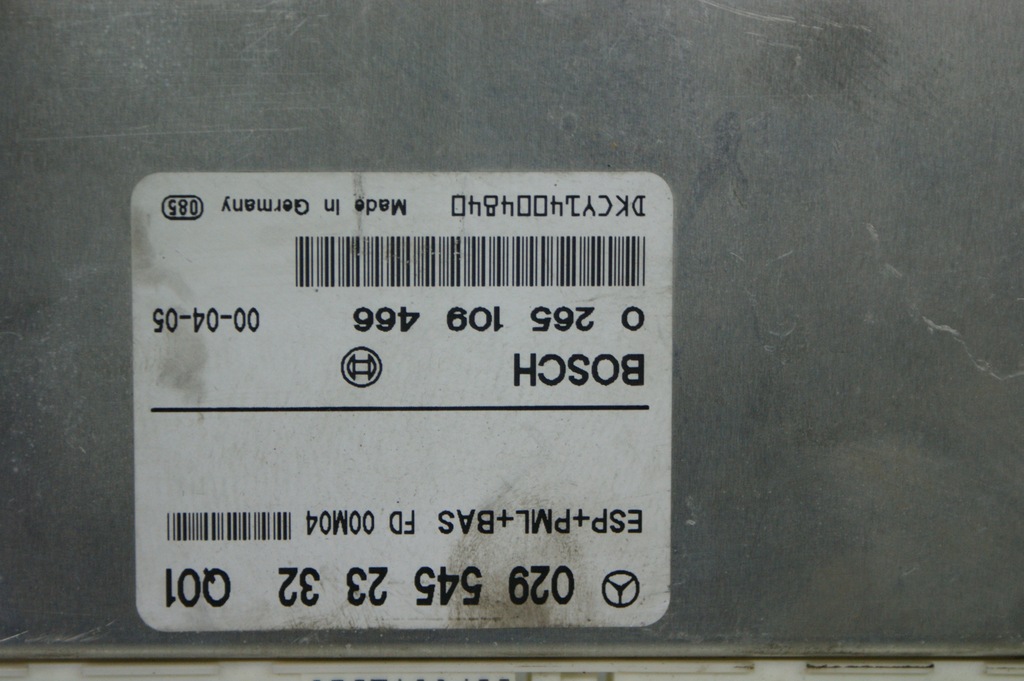 029 545 23 32 Q01
ESP+PML+BAS FD 00M04
BOSCH
0 265 109 466 00-04-05
DKCY14004840 Made In Germany 085